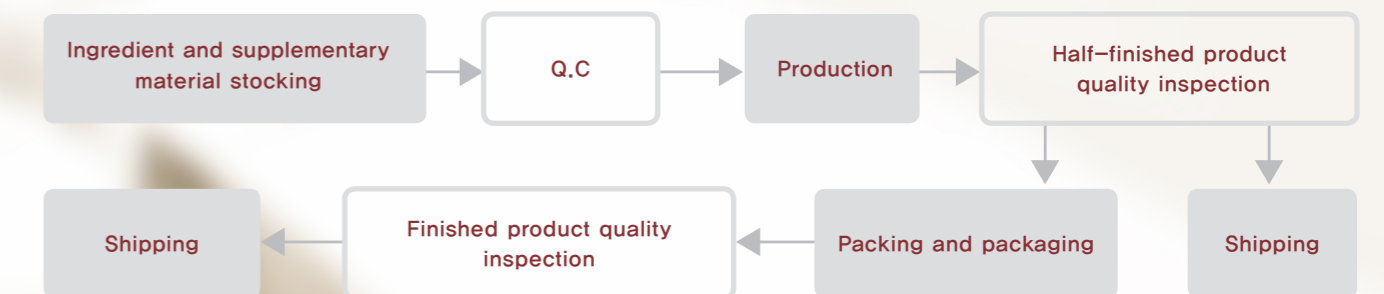 Ingredient and supplementary
material stocking
Q.C
Production
Half-finished product
quality inspection
Shipping
Finished product quality
inspection
Packing and packaging
Shipping